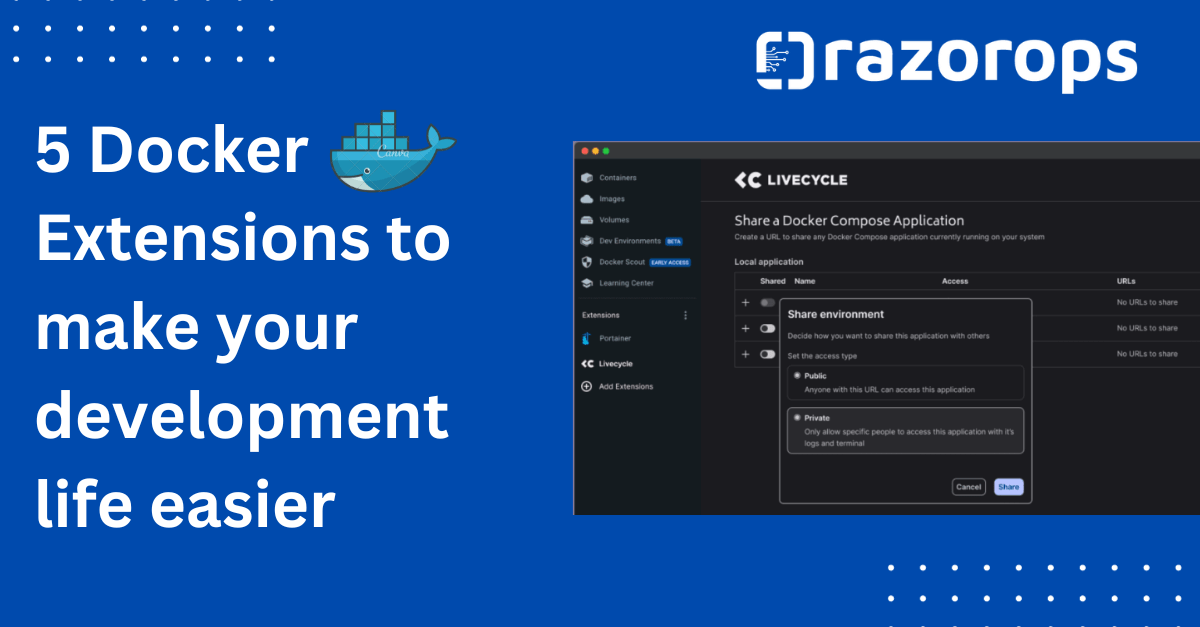 razorops
5 Docker
Canva
Extensions to
make your
development
life easier
Containers
Images
Volumes
Dev Environments BETA
Docker Scout EARLY ACCESS
Learning Center
Extensions
Portainer
Livecycle
Add Extensions
LIVECYCLE
Share a Docker Compose Application
Create a URL to share any Docker Compose application currently running on your system
Local application
Shared Name Access URLs
No URLs to share
No URLs to share
No URLs to share
Share environment
Decide how you want to share this application with others
Set the access type
Public
Anyone with this URL can access this application
Private
Only allow specific people to access this application with it's
logs and terminal
Cancel Share